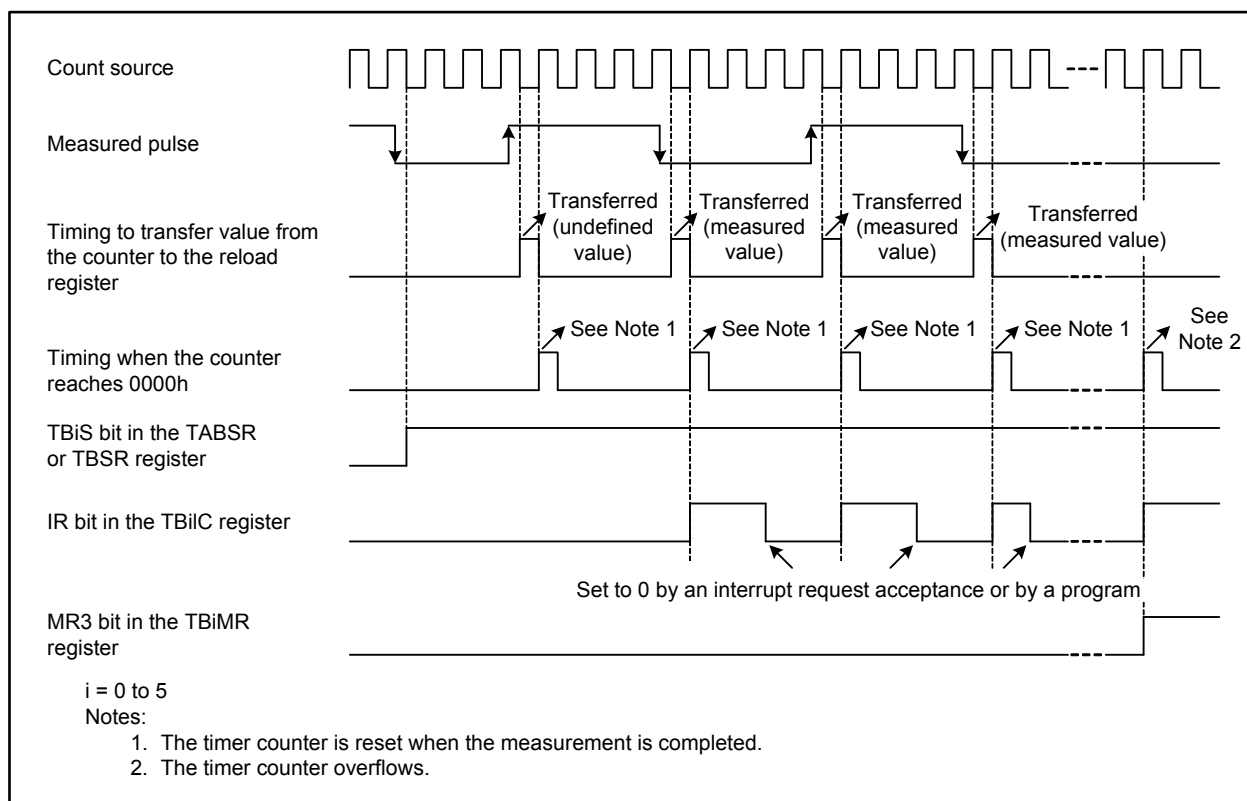 Count source
Measured pulse
Timing to transfer value from
the counter to the reload
register
Transferred
(undefined
value)
Transferred
(measured
value)
Transferred
(measured
value)
Transferred
(measured value)
Timing when the counter
reaches 0000h
See Note 1
See Note 1
See Note 1
See Note 1
See
Note 2
TBiS bit in the TABSR
or TBSR register
IR bit in the TBiIC register
Set to 0 by an interrupt request acceptance or by a program
MR3 bit in the TBiMR
register
i = 0 to 5
Notes:
1. The timer counter is reset when the measurement is completed.
2. The timer counter overflows.